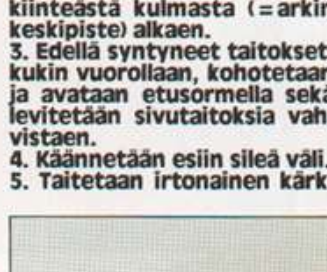 kiinteästä kulmasta (=arkin
keskipiste) alkaen.
3. Edellä syntyneet taitokset
kukin vuorollaan, kohotetaan
ja avataan etusormella sekä
levitetään sivutaitoksia vah-
vistaen.
4. Käännetään esiin sileä väli.
5. Taitetaan irtonainen kärk